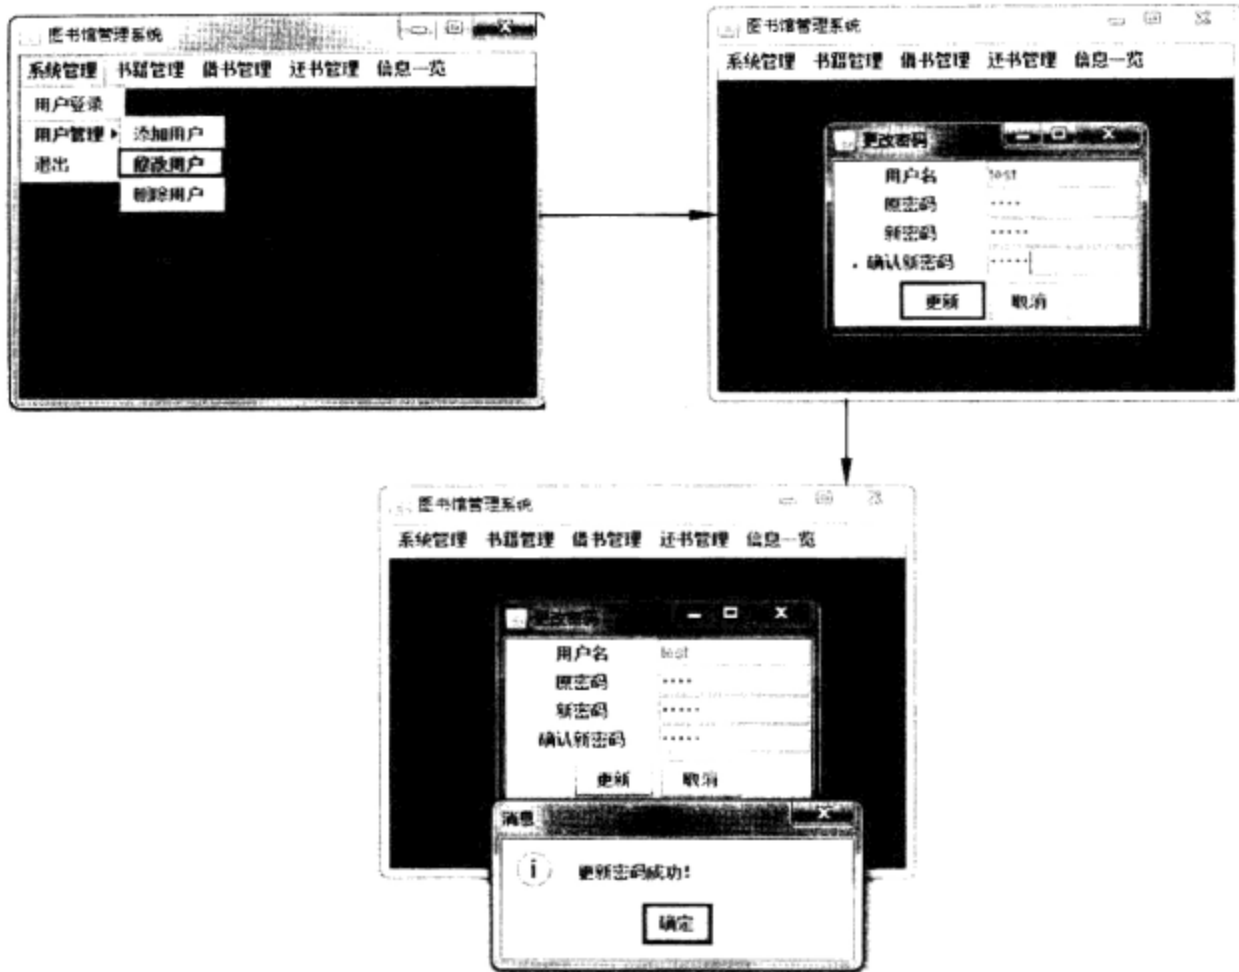 图书馆管理系统
系统管理 书籍管理 借书管理 还书管理 信息一览
用户登录
用户管理 添加用户
退出 修改用户
删除用户
图书馆管理系统
系统管理 书籍管理 借书管理 还书管理 信息一览
更改密码
用户名 test
原密码 ••••
新密码 •••••
确认新密码 •••••
更新 取消
图书馆管理系统
系统管理 书籍管理 借书管理 还书管理 信息一览
用户名 test
原密码 ••••
新密码 •••••
确认新密码 •••••
更新 取消
消息
更新密码成功!
确定